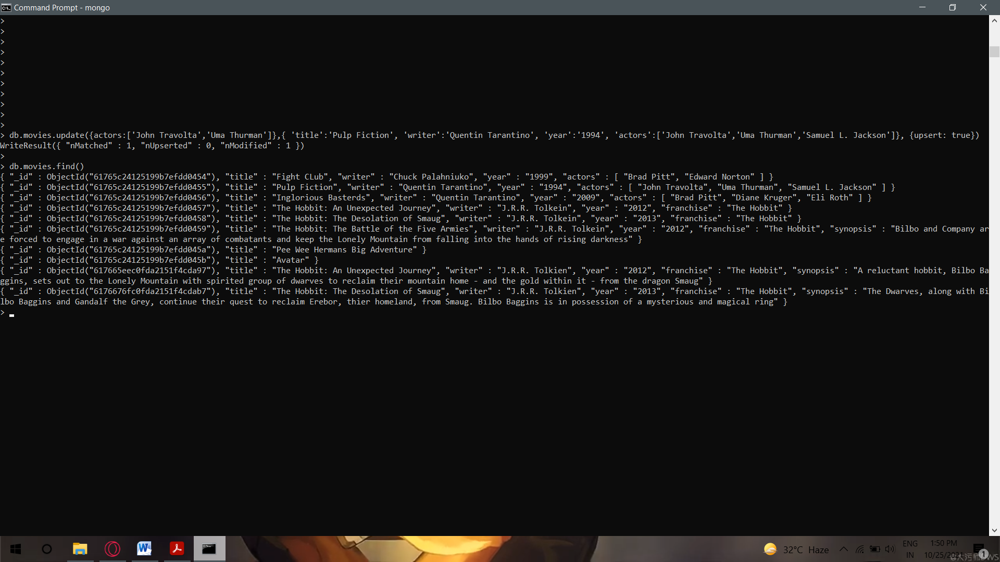 Command Prompt - mongo
>
>
>
>
>
>
>
>
>
>
>
> db.movies.update({actors:['John Travolta','Uma Thurman']},{ 'title':'Pulp Fiction', 'writer':'Quentin Tarantino', 'year':'1994', 'actors':['John Travolta','Uma Thurman','Samuel L. Jackson']}, {upsert: true})
WriteResult({ "nMatched" : 1, "nUpserted" : 0, "nModified" : 1 })
>
> db.movies.find()
{ "_id" : ObjectId("61765c24125199b7efdd0454"), "title" : "Fight CLub", "writer" : "Chuck Palahniuko", "year" : "1999", "actors" : [ "Brad Pitt", "Edward Norton" ] }
{ "_id" : ObjectId("61765c24125199b7efdd0455"), "title" : "Pulp Fiction", "writer" : "Quentin Tarantino", "year" : "1994", "actors" : [ "John Travolta", "Uma Thurman", "Samuel L. Jackson" ] }
{ "_id" : ObjectId("61765c24125199b7efdd0456"), "title" : "Inglorious Basterds", "writer" : "Quentin Tarantino", "year" : "2009", "actors" : [ "Brad Pitt", "Diane Kruger", "Eli Roth" ] }
{ "_id" : ObjectId("61765c24125199b7efdd0457"), "title" : "The Hobbit: An Unexpected Journey", "writer" : "J.R.R. Tolkein", "year" : "2012", "franchise" : "The Hobbit" }
{ "_id" : ObjectId("61765c24125199b7efdd0458"), "title" : "The Hobbit: The Desolation of Smaug", "writer" : "J.R.R. Tolkein", "year" : "2013", "franchise" : "The Hobbit" }
{ "_id" : ObjectId("61765c24125199b7efdd0459"), "title" : "The Hobbit: The Battle of the Five Armies", "writer" : "J.R.R. Tolkein", "year" : "2012", "franchise" : "The Hobbit", "synopsis" : "Bilbo and Company ar
e forced to engage in a war against an array of combatants and keep the Lonely Mountain from falling into the hands of rising darkness" }
{ "_id" : ObjectId("61765c24125199b7efdd045a"), "title" : "Pee Wee Hermans Big Adventure" }
{ "_id" : ObjectId("61765c24125199b7efdd045b"), "title" : "Avatar" }
{ "_id" : ObjectId("617665eec0fda2151f4cda97"), "title" : "The Hobbit: An Unexpected Journey", "writer" : "J.R.R. Tolkien", "year" : "2012", "franchise" : "The Hobbit", "synopsis" : "A reluctant hobbit, Bilbo Ba
ggins, sets out to the Lonely Mountain with spirited group of dwarves to reclaim their mountain home - and the gold within it - from the dragon Smaug" }
{ "_id" : ObjectId("6176676fc0fda2151f4cdab7"), "title" : "The Hobbit: The Desolation of Smaug", "writer" : "J.R.R. Tolkien", "year" : "2013", "franchise" : "The Hobbit", "synopsis" : "The Dwarves, along with Bi
lbo Baggins and Gandalf the Grey, continue their quest to reclaim Erebor, thier homeland, from Smaug. Bilbo Baggins is in possession of a mysterious and magical ring" }
>
32°C Haze
ENG
IN
1:50 PM
10/25/2021
1